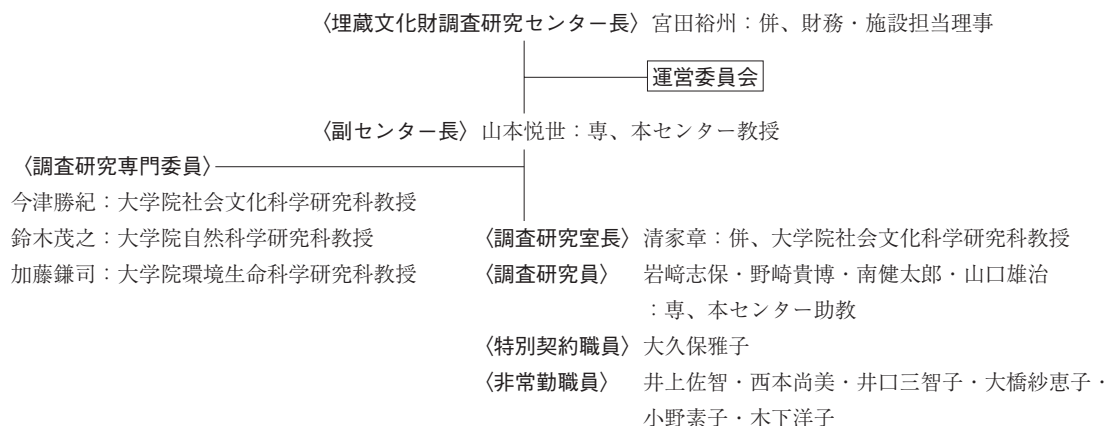 〈埋蔵文化財調査研究センター長〉宮田裕州：併、財務・施設担当理事
運営委員会
〈副センター長〉山本悦世：専、本センター教授
〈調査研究専門委員〉
今津勝紀：大学院社会文化科学研究科教授
鈴木茂之：大学院自然科学研究科教授
加藤鎌司：大学院環境生命科学研究科教授
〈調査研究室長〉清家章：併、大学院社会文化科学研究科教授
〈調査研究員〉 岩﨑志保・野崎貴博・南健太郎・山口雄治
：専、本センター助教
〈特別契約職員〉大久保雅子
〈非常勤職員〉 井上佐智・西本尚美・井口三智子・大橋紗恵子・
小野素子・木下洋子